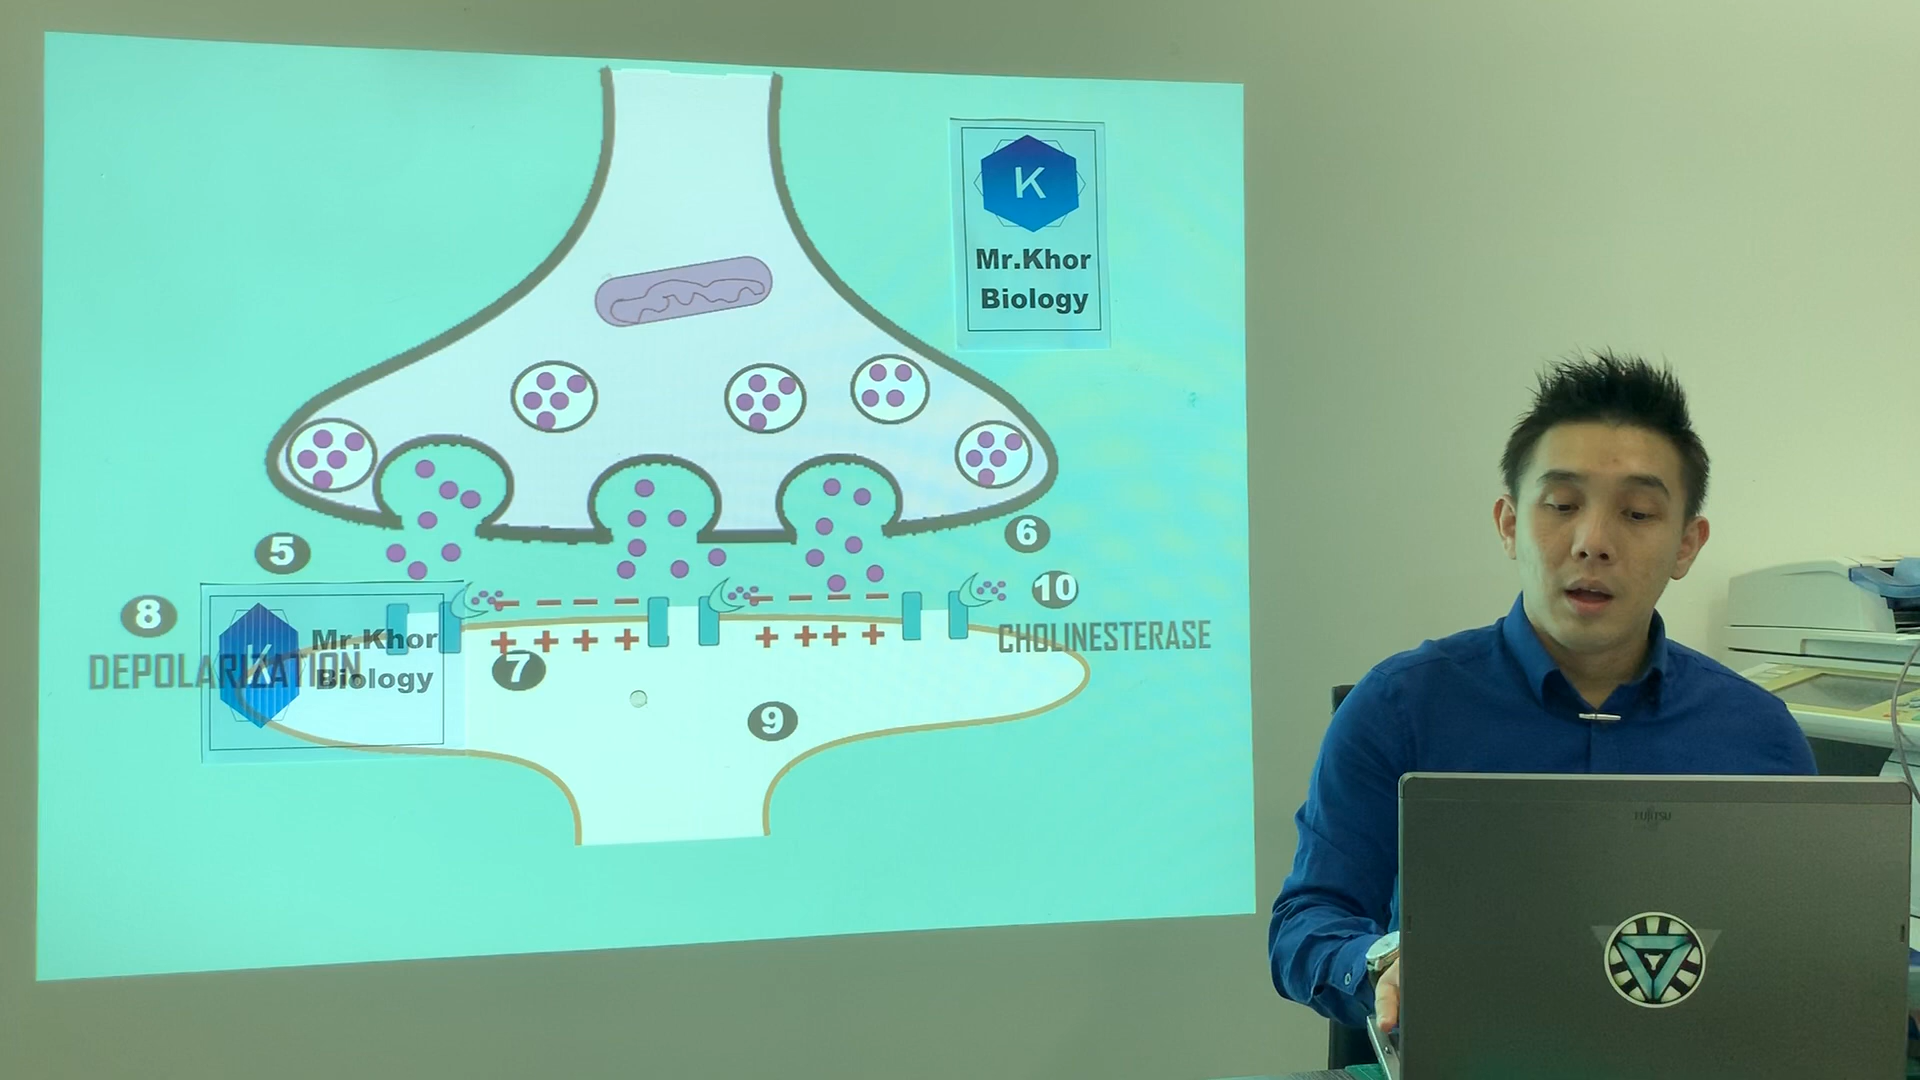 K
Mr.Khor
Biology
5
6
8
10
K
Mr.Khor
Biology
DEPOLARIZATION
CHOLINESTERASE
7
9
FUJITSU